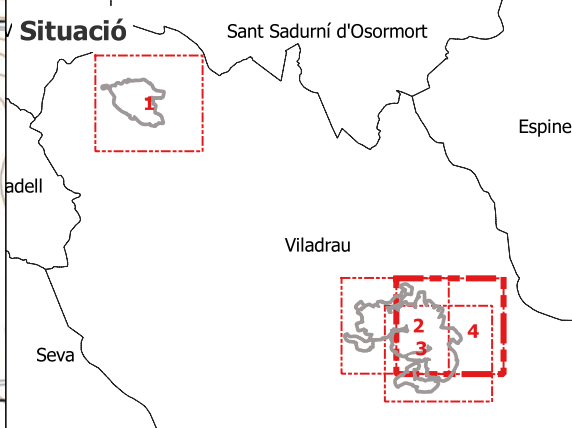 Situació
Sant Sadurní d'Osormort
1
Espine
adell
Viladrau
2
4
3
Seva